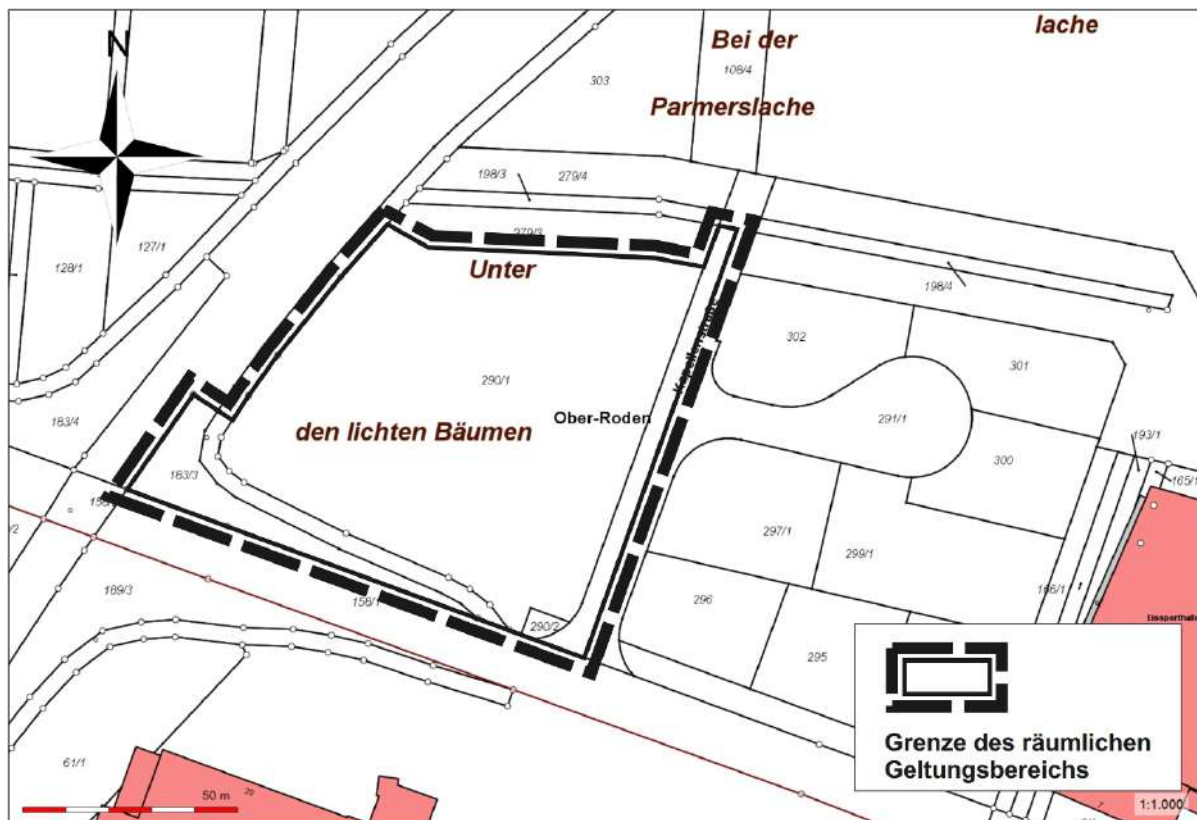 N
Bei der
lache
303
108/4
Parmerslache
198/3
279/4
127/1
128/1
279/3
Unter
198/4
302
301
290/1
Ober-Roden
den lichten Bäumen
291/1
183/4
300
193/1
183/3
165/1
297/1
299/1
189/3
158/1
166/1
296
290/2
295
61/1
20
50 m
Grenze des räumlichen
Geltungsbereichs
1:1.000